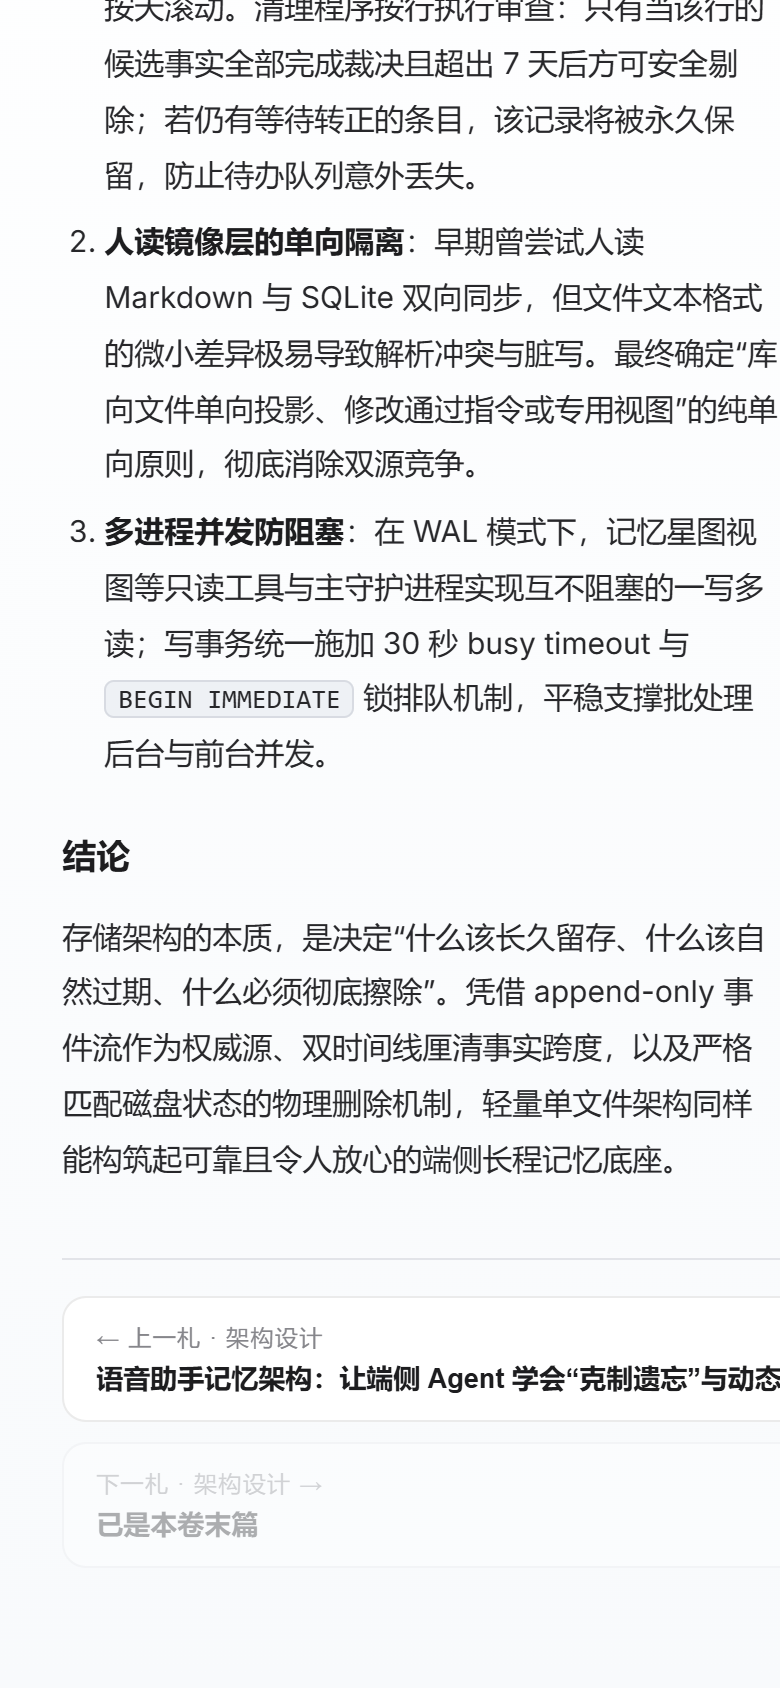 按天滚动。清理程序按行执行审查：只有当该行的
候选事实全部完成裁决且超出 7 天后方可安全剔
除；若仍有等待转正的条目，该记录将被永久保
留，防止待办队列意外丢失。
2. 人读镜像层的单向隔离：早期曾尝试人读
Markdown 与 SQLite 双向同步，但文件文本格式
的微小差异极易导致解析冲突与脏写。最终确定“库
向文件单向投影、修改通过指令或专用视图”的纯单
向原则，彻底消除双源竞争。
3. 多进程并发防阻塞：在 WAL 模式下，记忆星图视
图等只读工具与主守护进程实现互不阻塞的一写多
读；写事务统一施加 30 秒 busy timeout 与
BEGIN IMMEDIATE 锁排队机制，平稳支撑批处理
后台与前台并发。
结论
存储架构的本质，是决定“什么该长久留存、什么该自
然过期、什么必须彻底擦除”。凭借 append-only 事
件流作为权威源、双时间线厘清事实跨度，以及严格
匹配磁盘状态的物理删除机制，轻量单文件架构同样
能构筑起可靠且令人放心的端侧长程记忆底座。
← 上一札 · 架构设计
语音助手记忆架构：让端侧 Agent 学会“克制遗忘”与动态
下一札 · 架构设计 →
已是本卷末篇